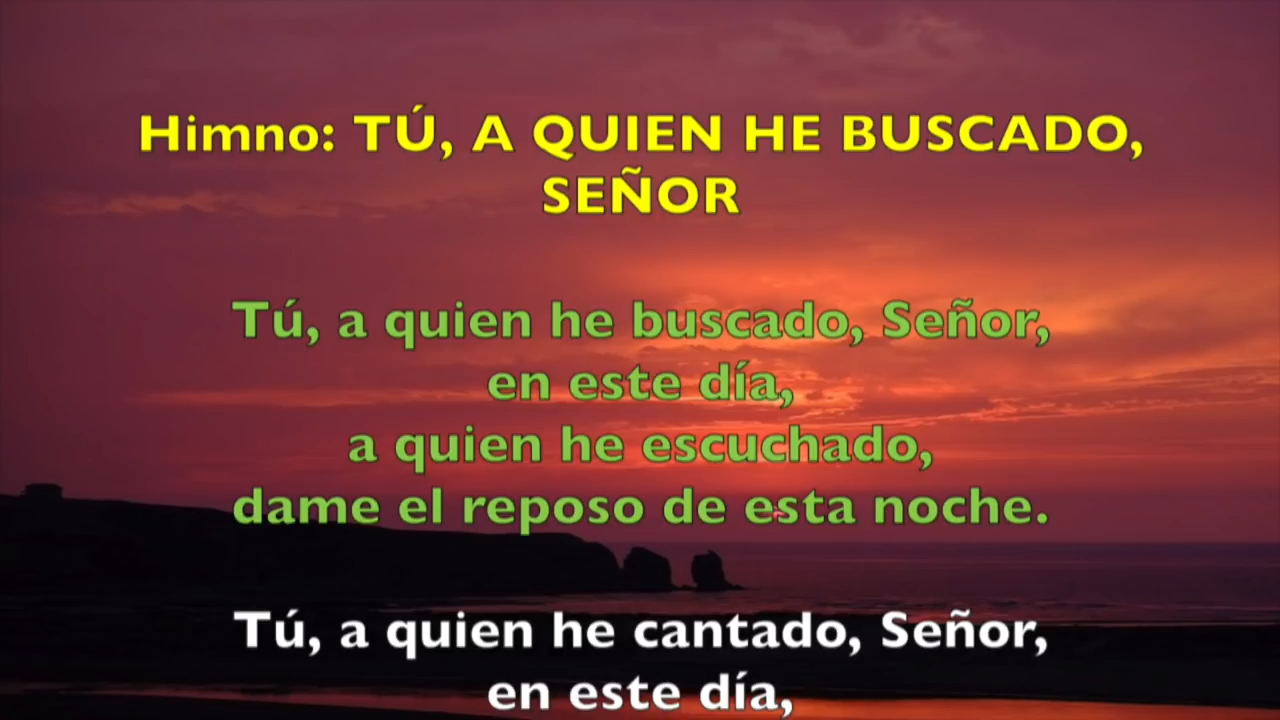 Himno: TÚ, A QUIEN HE BUSCADO,
SEÑOR
Tú, a quien he buscado, Señor,
en este día,
a quien he escuchado,
dame el reposo de esta noche.
Tú, a quien he cantado, Señor,
en este día,